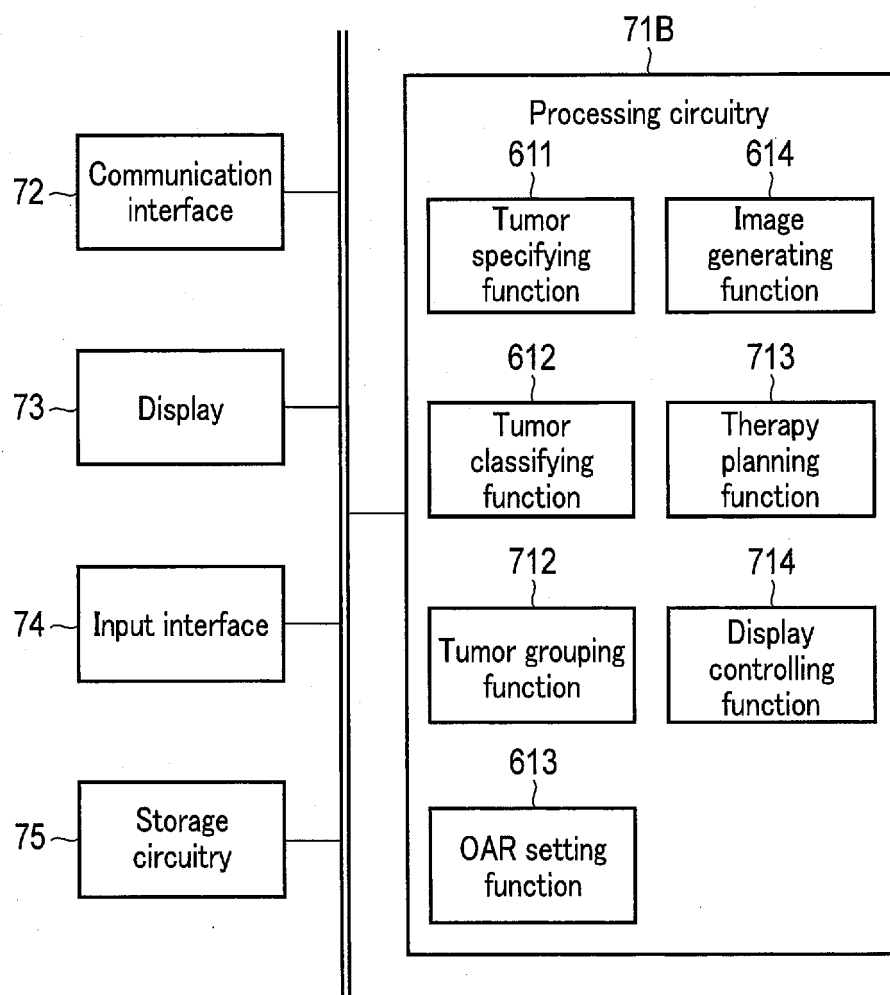 71B
Processing circuitry
72
Communication
interface
73
Display
74
Input interface
75
Storage
circuitry
611
Tumor
specifying
function
614
Image
generating
function
612
Tumor
classifying
function
713
Therapy
planning
function
712
Tumor grouping
function
714
Display
controlling
function
613
OAR setting
function